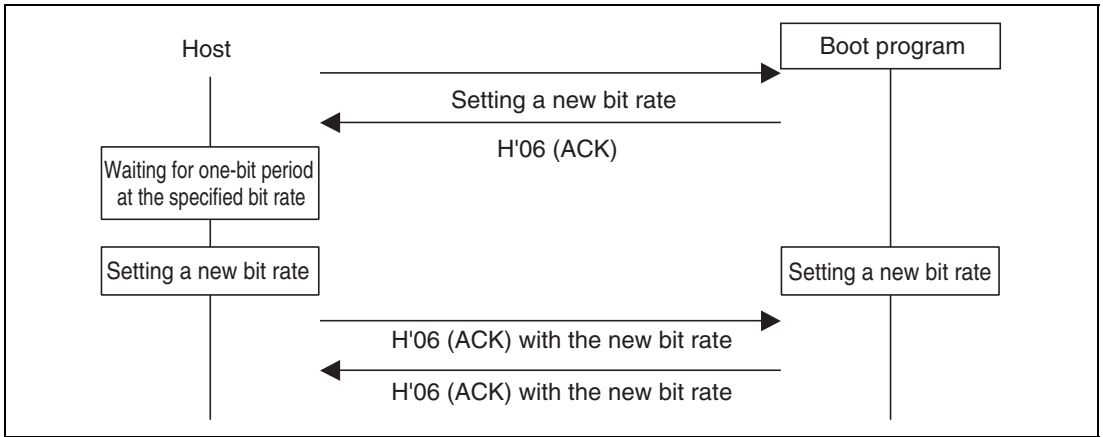 Host
Boot program
Setting a new bit rate
H'06 (ACK)
Waiting for one-bit period
at the specified bit rate
Setting a new bit rate
Setting a new bit rate
H'06 (ACK) with the new bit rate
H'06 (ACK) with the new bit rate